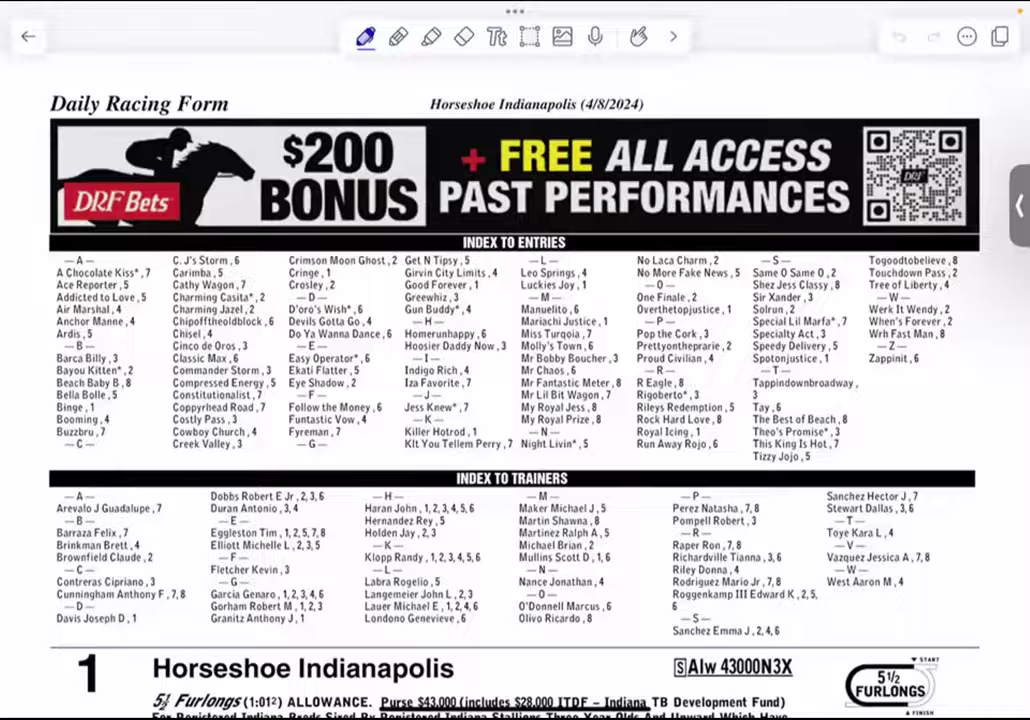 Tt
Daily Racing Form
Horseshoe Indianapolis (4/8/2024)
DRF Bets
$200
BONUS
+ FREE ALL ACCESS
PAST PERFORMANCES
DRF
INDEX TO ENTRIES
— A —
A Chocolate Kiss* , 7
Ace Reporter , 5
Addicted to Love , 5
Air Marshal , 4
Anchor Manne , 4
Ardis , 5
— B —
Barca Billy , 3
Bayou Kitten* , 2
Beach Baby B , 8
Bella Bolle , 5
Binge , 1
Booming , 4
Buzzbru , 7
— C —
C. J's Storm , 6
Carimba , 5
Cathy Wagon , 7
Charming Casita* , 2
Charming Jazel , 2
Chipofftheoldblock , 6
Chisel , 4
Cinco de Oros , 3
Classic Max , 6
Commander Storm , 3
Compressed Energy , 5
Constitutionalist , 7
Coppyrhead Road , 7
Costly Pass , 3
Cowboy Church , 4
Creek Valley , 3
Crimson Moon Ghost , 2
Cringe , 1
Crosley , 2
— D —
D'oro's Wish* , 6
Devils Gotta Go , 4
Do Ya Wanna Dance , 6
— E —
Easy Operator* , 6
Ekati Flatter , 5
Eye Shadow , 2
— F —
Follow the Money , 6
Funtastic Vow , 4
Fyreman , 7
— G —
Get N Tipsy , 5
Girvin City Limits , 4
Good Forever , 1
Greewhiz , 3
Gun Buddy* , 4
— H —
Homerunhappy , 6
Hoosier Daddy Now , 3
— I —
Indigo Rich , 4
Iza Favorite , 7
— J —
Jess Knew* , 7
— K —
Killer Hotrod , 1
Klt You Tellem Perry , 7
— L —
Leo Springs , 4
Luckies Joy , 1
— M —
Manuelito , 6
Mariachi Justice , 1
Miss Turqoia , 7
Molly's Town , 6
Mr Bobby Boucher , 3
Mr Chaos , 6
Mr Fantastic Meter , 8
Mr Lil Bit Wagon , 7
My Royal Jess , 8
My Royal Prize , 8
— N —
Night Livin* , 5
No Laca Charm , 2
No More Fake News , 5
— O —
One Finale , 2
Overthetopjustice , 1
— P —
Pop the Cork , 3
Prettyontheprarie , 2
Proud Civilian , 4
— R —
R Eagle , 8
Rigoberto* , 3
Rileys Redemption , 5
Rock Hard Love , 8
Royal Icing , 1
Run Away Rojo , 6
— S —
Same O Same O , 2
Shez Jess Classy , 8
Sir Xander , 3
Solrun , 2
Special Lil Marfa* , 7
Specialty Act , 3
Speedy Delivery , 5
Spotonjustice , 1
— T —
Tappindownbroadway ,
3
Tay , 6
The Best of Beach , 8
Theo's Promise* , 3
This King Is Hot , 7
Tizzy Jojo , 5
Togoodtobelieve , 8
Touchdown Pass , 2
Tree of Liberty , 4
— W —
Werk It Wendy , 2
When's Forever , 2
Wrh Fast Man , 8
— Z —
Zappinit , 6
INDEX TO TRAINERS
— A —
Arevalo J Guadalupe , 7
— B —
Barraza Felix , 7
Brinkman Brett , 4
Brownfield Claude , 2
— C —
Contreras Cipriano , 3
Cunningham Anthony F , 7, 8
— D —
Davis Joseph D , 1
Dobbs Robert E Jr , 2, 3, 6
Duran Antonio , 3, 4
— E —
Eggleston Tim , 1, 2, 5, 7, 8
Elliott Michelle L , 2, 3, 5
— F —
Fletcher Kevin , 3
— G —
Garcia Genaro , 1, 2, 3, 4, 6
Gorham Robert M , 1, 2, 3
Granitz Anthony J , 1
— H —
Haran John , 1, 2, 3, 4, 5, 6
Hernandez Rey , 5
Holden Jay , 2, 3
— K —
Klopp Randy , 1, 2, 3, 4, 5, 6
— L —
Labra Rogelio , 5
Langemeier John L , 2, 3
Lauer Michael E , 1, 2, 4, 6
Londono Genevieve , 6
— M —
Maker Michael J , 5
Martin Shawna , 8
Martinez Ralph A , 5
Michael Brian , 2
Mullins Scott D , 1, 6
— N —
Nance Jonathan , 4
— O —
O'Donnell Marcus , 6
Olivo Ricardo , 8
— P —
Perez Natasha , 7, 8
Pompell Robert , 3
— R —
Raper Ron , 7, 8
Richardville Tianna , 3, 6
Riley Donna , 4
Rodriguez Mario Jr , 7, 8
Roggenkamp III Edward K , 2, 5,
6
— S —
Sanchez Emma J , 2, 4, 6
Sanchez Hector J , 7
Stewart Dallas , 3, 6
— T —
Toye Kara L , 4
— V —
Vazquez Jessica A , 7, 8
— W —
West Aaron M , 4
1
Horseshoe Indianapolis
S Alw 43000N3X
START
5 1/2
FURLONGS
FINISH
5½ Furlongs (1:01²) ALLOWANCE. Purse $43,000 (includes $28,000 ITDF – Indiana TB Development Fund)
For Registered Indiana Breds Sired By Registered Indiana Stallions Three Year Olds And Upward Which Have